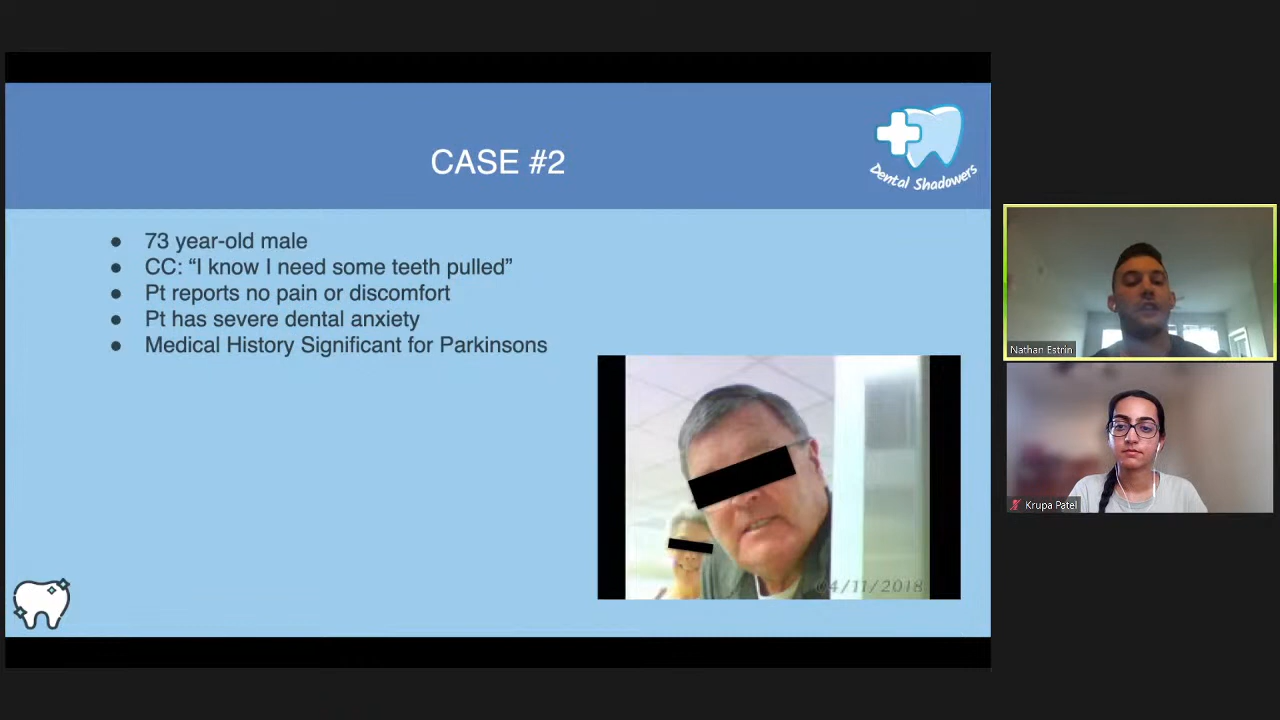 CASE #2
Dental Shadowers
● 73 year-old male
● CC: “I know I need some teeth pulled”
● Pt reports no pain or discomfort
● Pt has severe dental anxiety
● Medical History Significant for Parkinsons
04/11/2018
Nathan Estrin
Krupa Patel